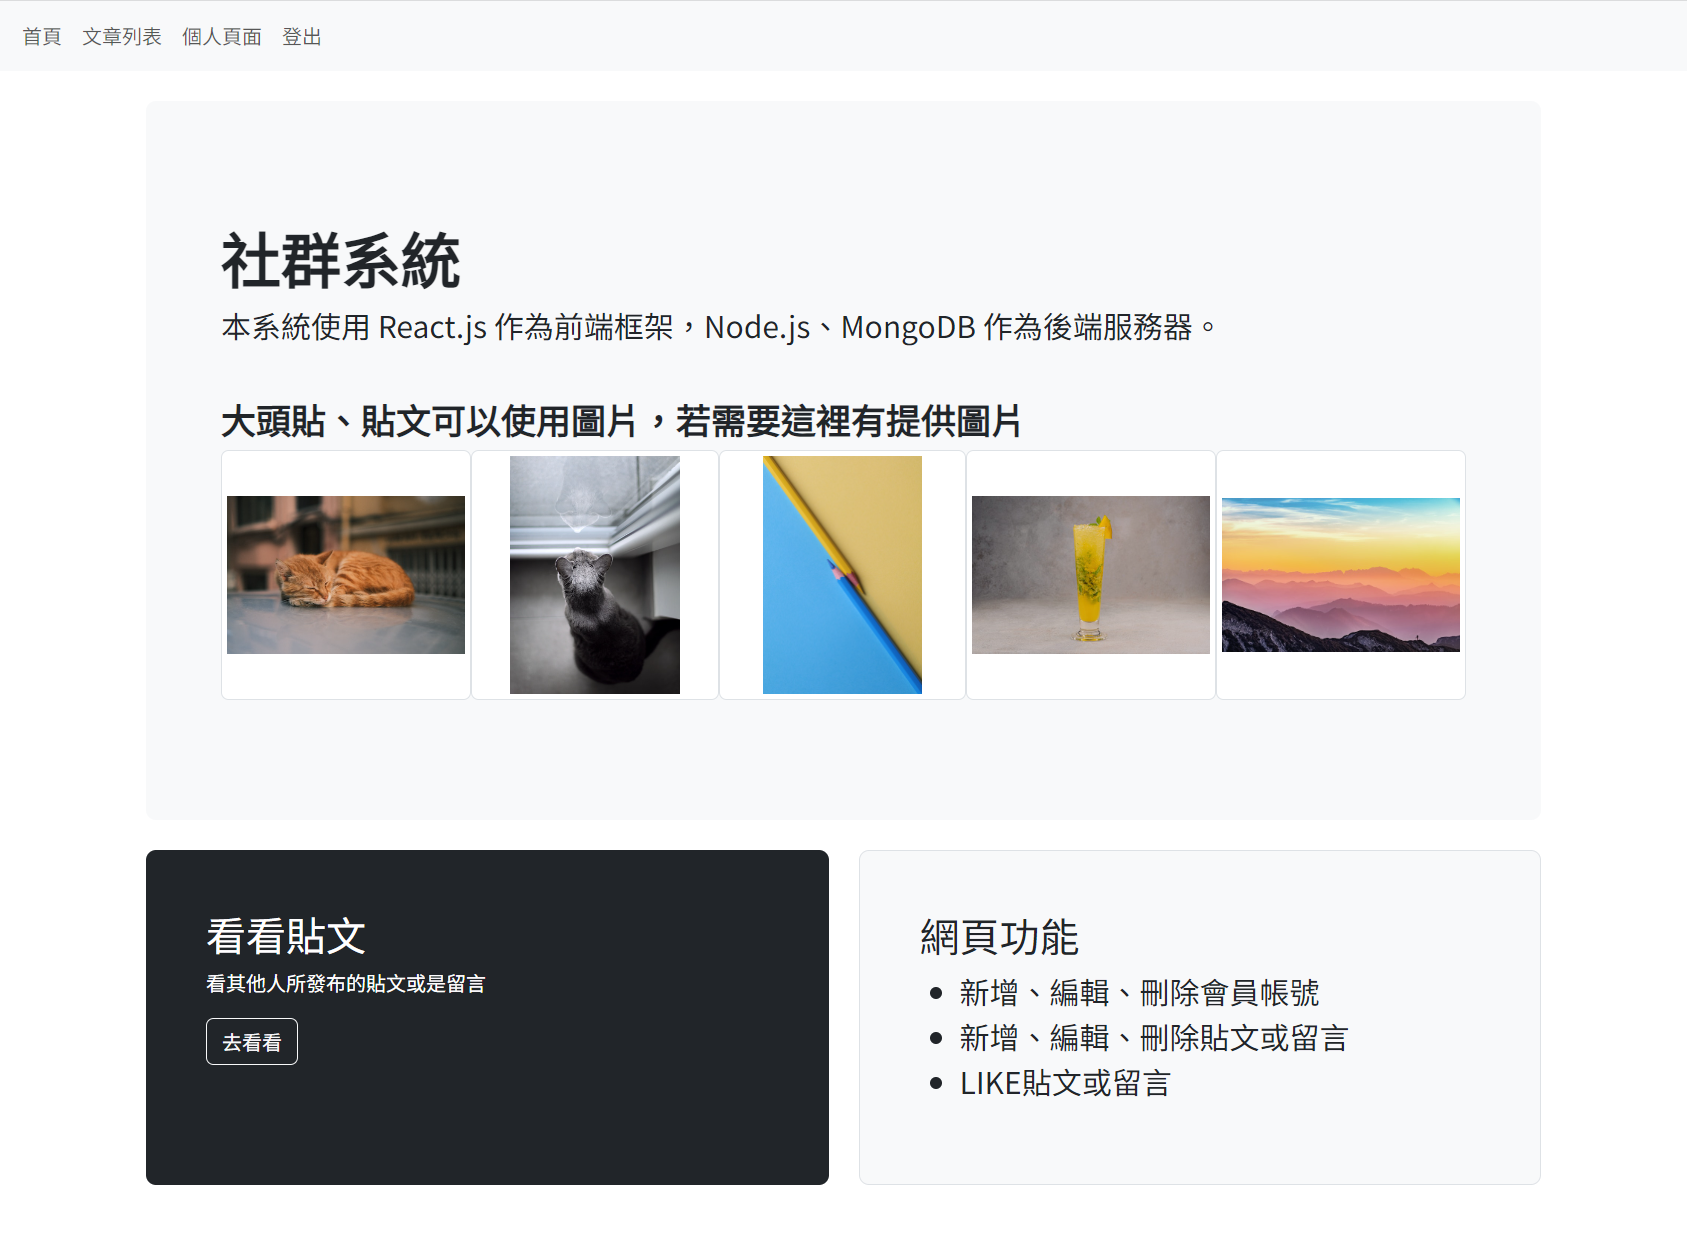 首頁 文章列表 個人頁面 登出
社群系統
本系統使用 React.js 作為前端框架，Node.js、MongoDB 作為後端服務器。
大頭貼、貼文可以使用圖片，若需要這裡有提供圖片
看看貼文
看其他人所發布的貼文或是留言
去看看
網頁功能
新增、編輯、刪除會員帳號
新增、編輯、刪除貼文或留言
LIKE貼文或留言